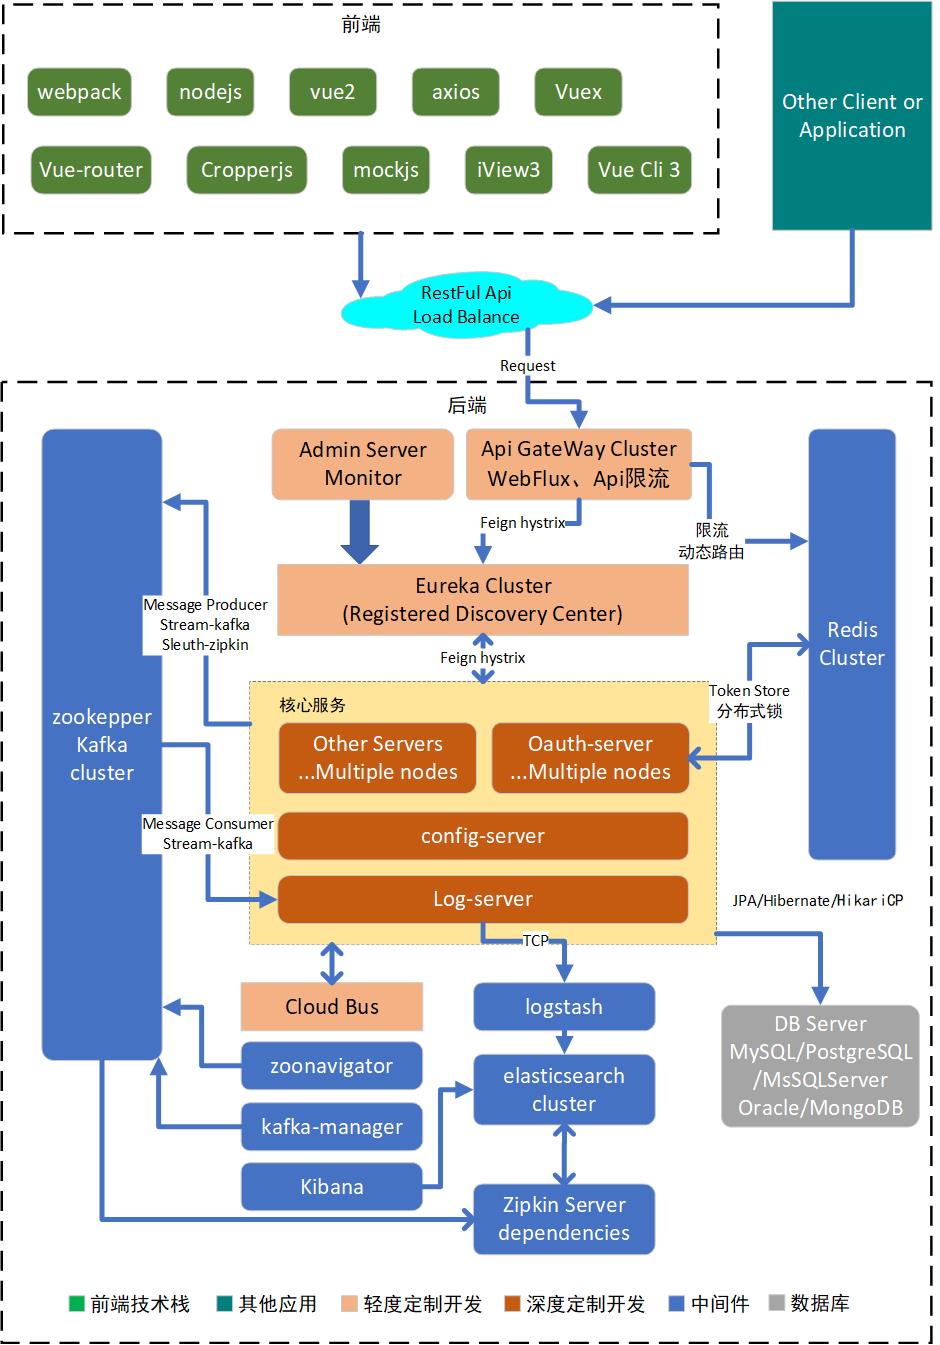 前端
webpack
nodejs
vue2
axios
Vuex
Vue-router
Cropperjs
mockjs
iView3
Vue Cli 3
Other Client or
Application
RestFul Api
Load Balance
Request
后端
Admin Server
Monitor
Api GateWay Cluster
WebFlux、Api限流
Feign hystrix
限流
动态路由
Eureka Cluster
(Registered Discovery Center)
Feign hystrix
Message Producer
Stream-kafka
Sleuth-zipkin
Redis
Cluster
Token Store
分布式锁
zookepper
Kafka
cluster
核心服务
Other Servers
...Multiple nodes
Oauth-server
...Multiple nodes
config-server
Message Consumer
Stream-kafka
Log-server
JPA/Hibernate/HikariCP
TCP
Cloud Bus
logstash
DB Server
MySQL/PostgreSQL
/MsSQLServer
Oracle/MongoDB
zoonavigator
elasticsearch
cluster
kafka-manager
Kibana
Zipkin Server
dependencies
前端技术栈
其他应用
轻度定制开发
深度定制开发
中间件
数据库